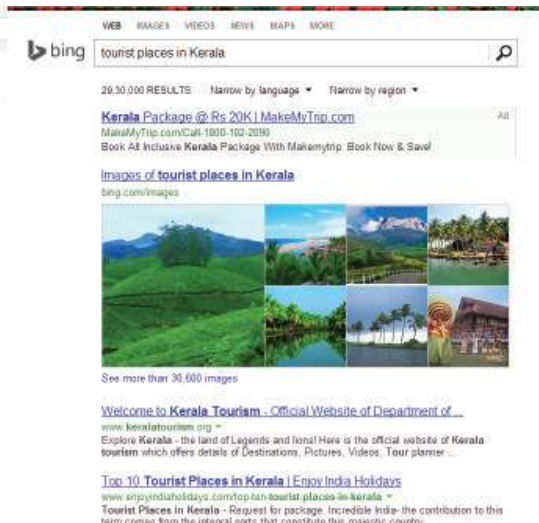 WEB IMAGES VIDEOS NEWS MAPS MORE
bing
tourist places in Kerala
29,30,000 RESULTS Narrow by language Narrow by region
Kerala Package @ Rs 20K | MakeMyTrip.com
Ad
MakeMyTrip.com/Call-1800-102-2090
Book All Inclusive Kerala Package With Makemytrip. Book Now & Save!
Images of tourist places in Kerala
bing.com/images
See more than 30,600 images
Welcome to Kerala Tourism - Official Website of Department of ...
www.keralatourism.org
Explore Kerala - the land of Legends and lions! Here is the official website of Kerala
tourism which offers details of Destinations, Pictures, Videos, Tour planner ...
Top 10 Tourist Places in Kerala | Enjoy India Holidays
www.enjoyindiaholidays.com/top-ten-tourist-places-in-kerala
Tourist Places in Kerala - Request for package. Incredible India- the contribution to this
term comes from the integral parts that constitute this majestic country